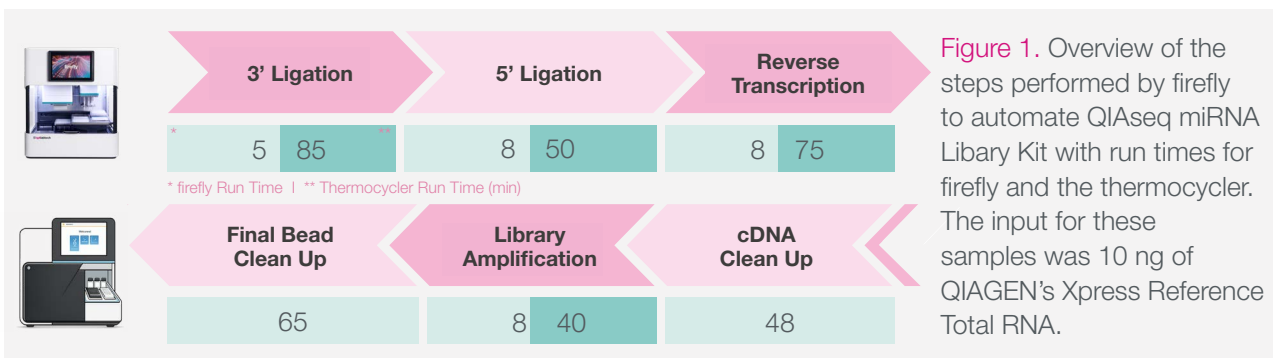 3’ Ligation
5’ Ligation
Reverse
Transcription
* 5 85 **
8 50
8 75
* firefly Run Time | ** Thermocycler Run Time (min)
Final Bead
Clean Up
Library
Amplification
cDNA
Clean Up
65
8 40
48
Figure 1. Overview of the
steps performed by firefly
to automate QIAseq miRNA
Libary Kit with run times for
firefly and the thermocycler.
The input for these
samples was 10 ng of
QIAGEN’s Xpress Reference
Total RNA.